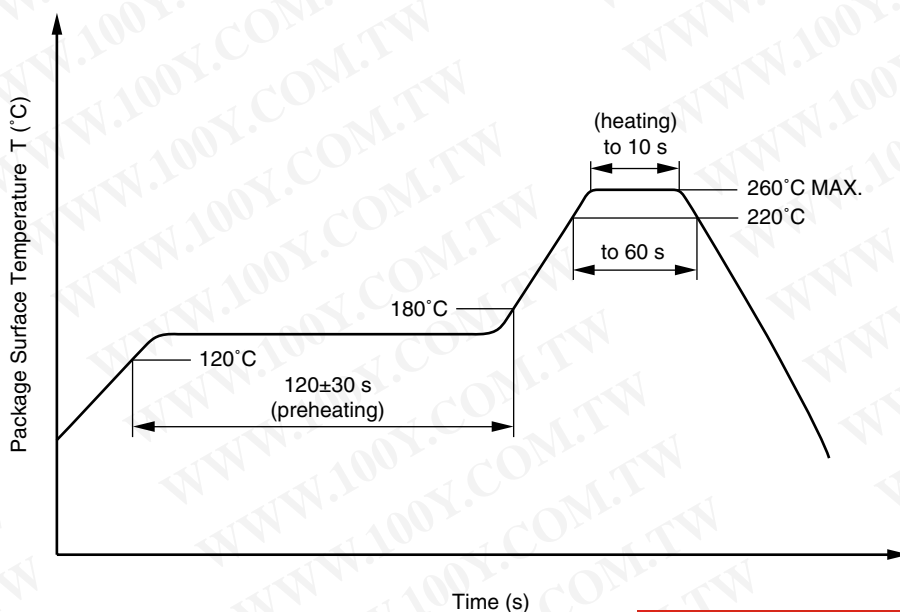 Package Surface Temperature T (˚C)
(heating)
to 10 s
260˚C MAX.
220˚C
to 60 s
180˚C
120˚C
120±30 s
(preheating)
Time (s)
WWW.100Y.COM.TW